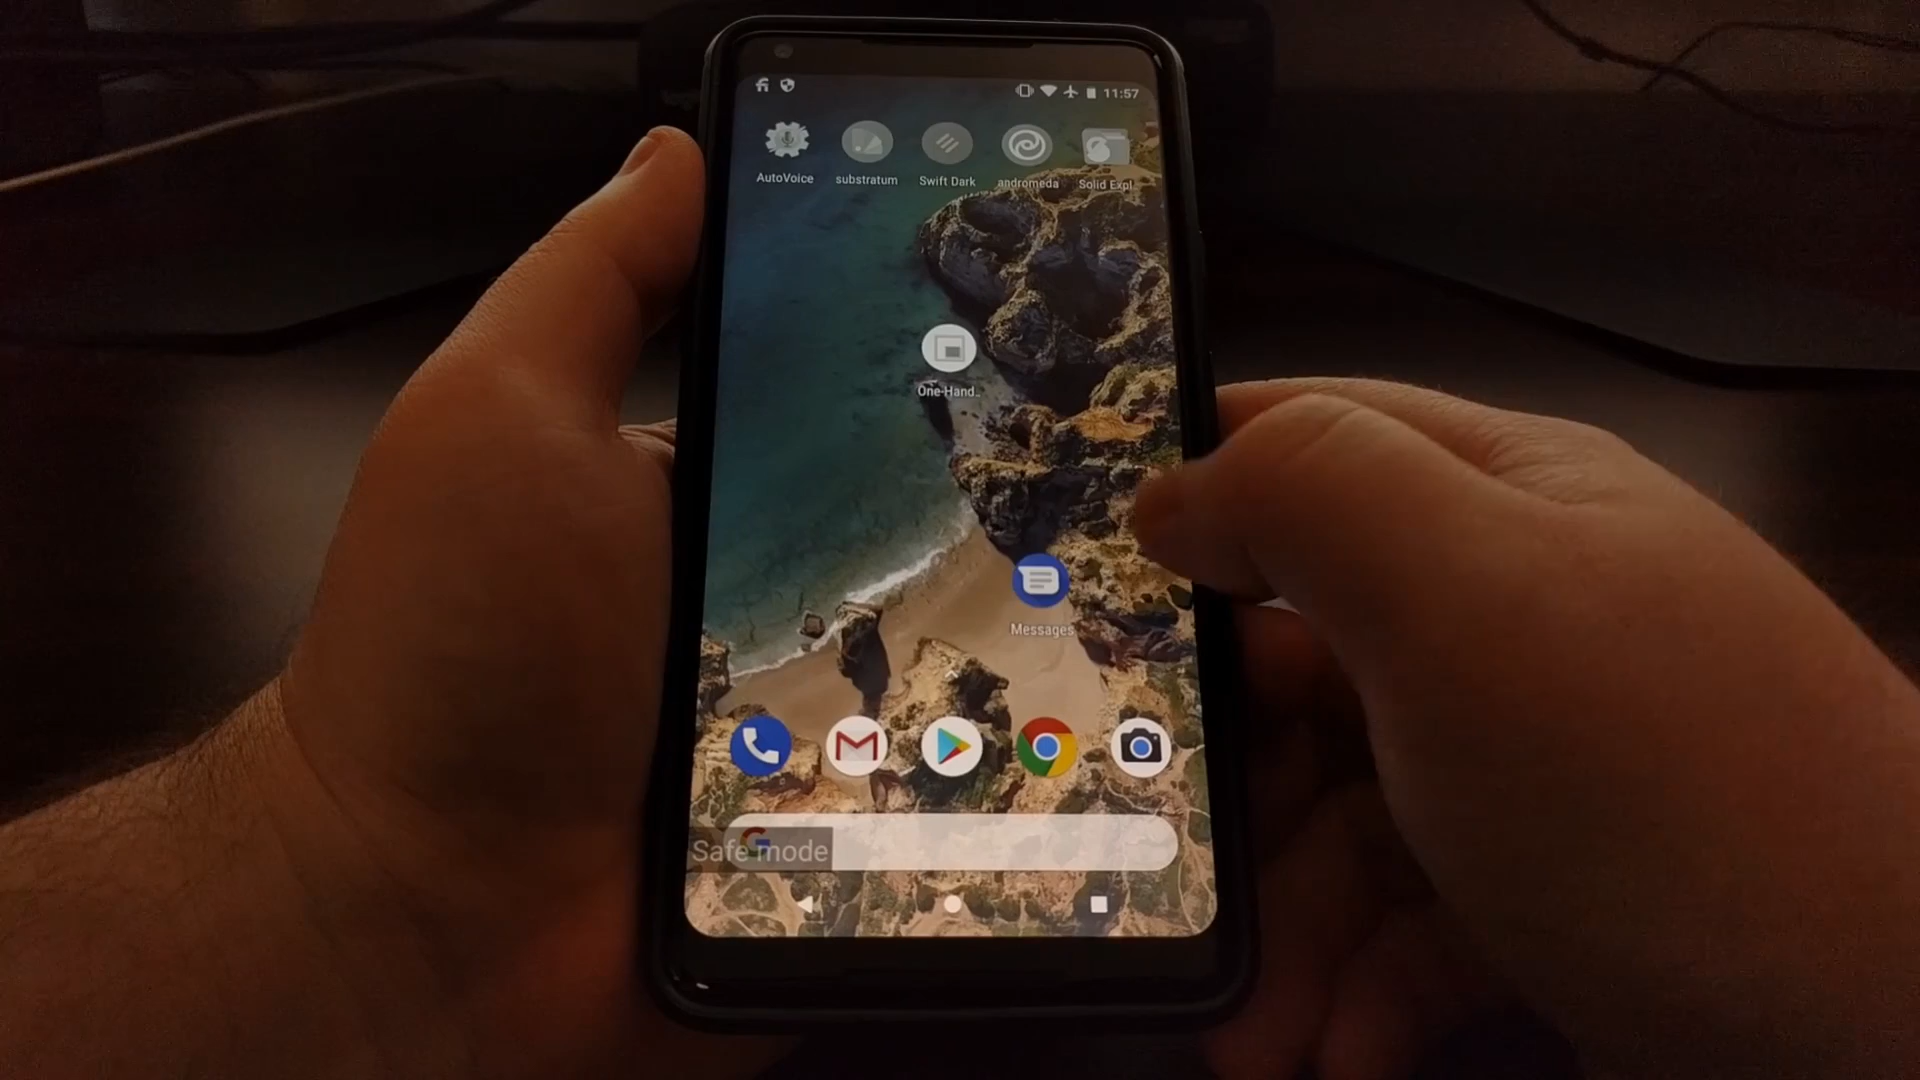 11:57
AutoVoice
substratum
Swift Dark
andromeda
Solid Expl..
One-Hand..
Messages
Safe mode